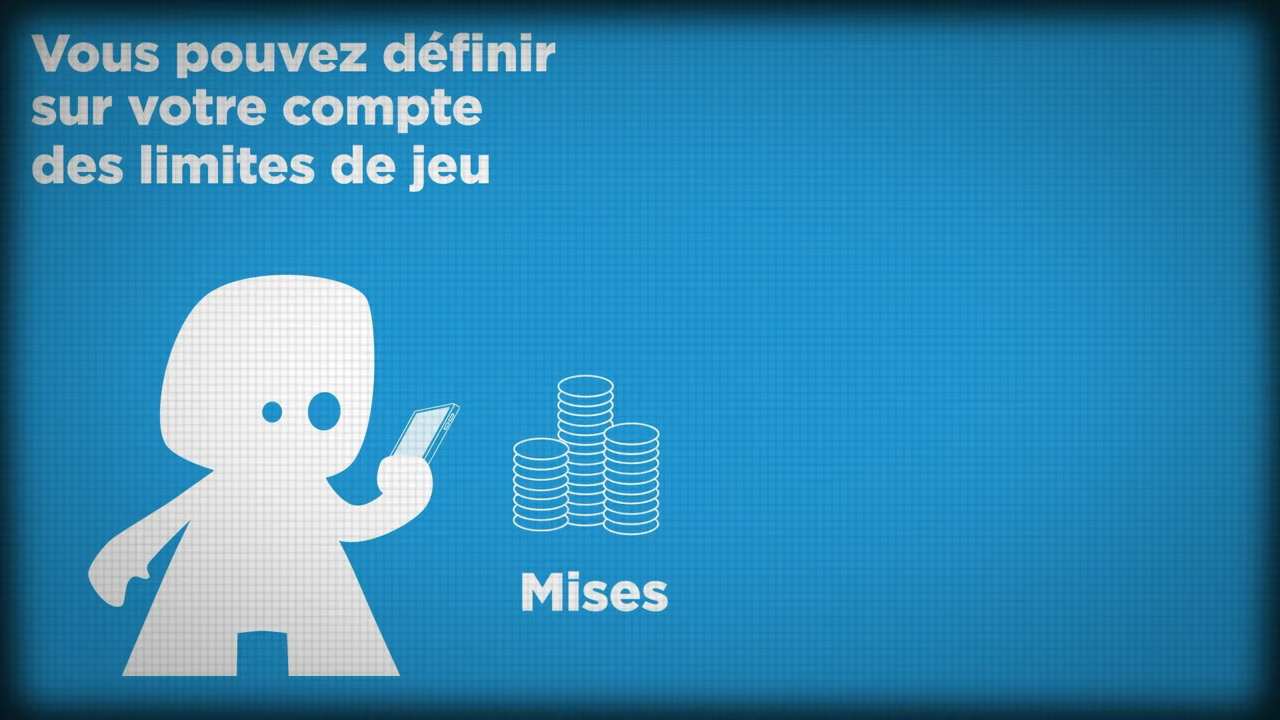 Vous pouvez définir
sur votre compte
des limites de jeu
Mises